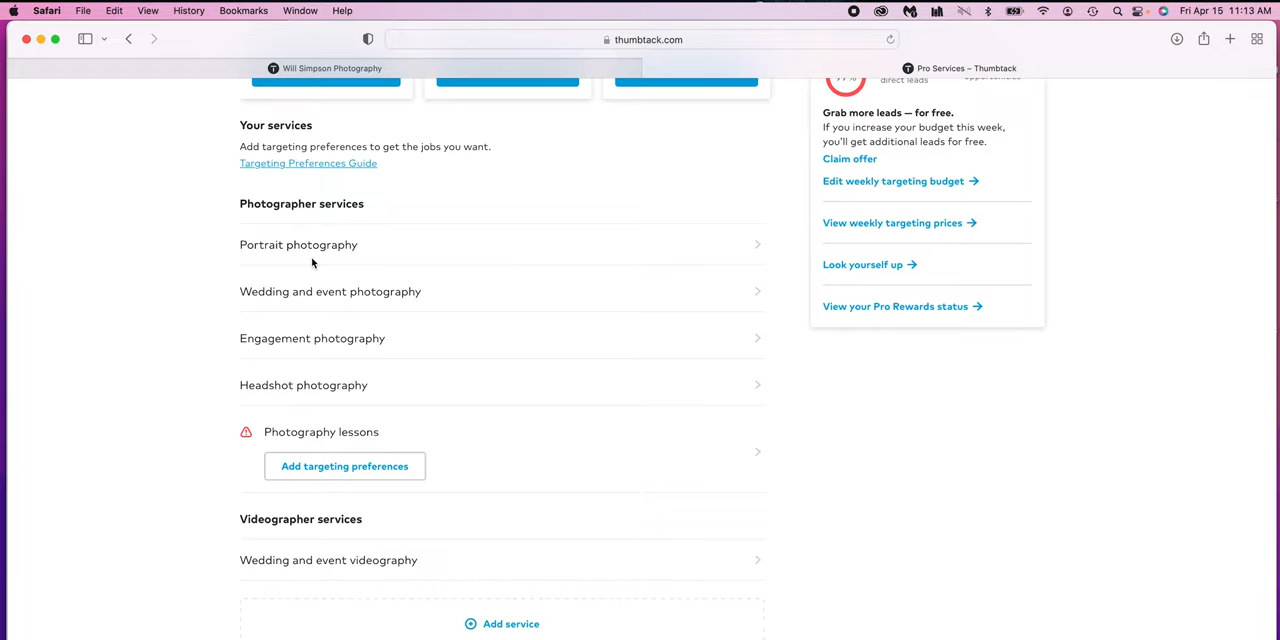 Safari File Edit View History Bookmarks Window Help Fri Apr 15 11:13 AM
thumbtack.com
Will Simpson Photography
Pro Services – Thumbtack
Your services
Add targeting preferences to get the jobs you want.
Targeting Preferences Guide
Photographer services
Portrait photography
Wedding and event photography
Engagement photography
Headshot photography
Photography lessons
Add targeting preferences
Videographer services
Wedding and event videography
Add service
direct leads
Grab more leads — for free.
If you increase your budget this week,
you'll get additional leads for free.
Claim offer
Edit weekly targeting budget →
View weekly targeting prices →
Look yourself up →
View your Pro Rewards status →